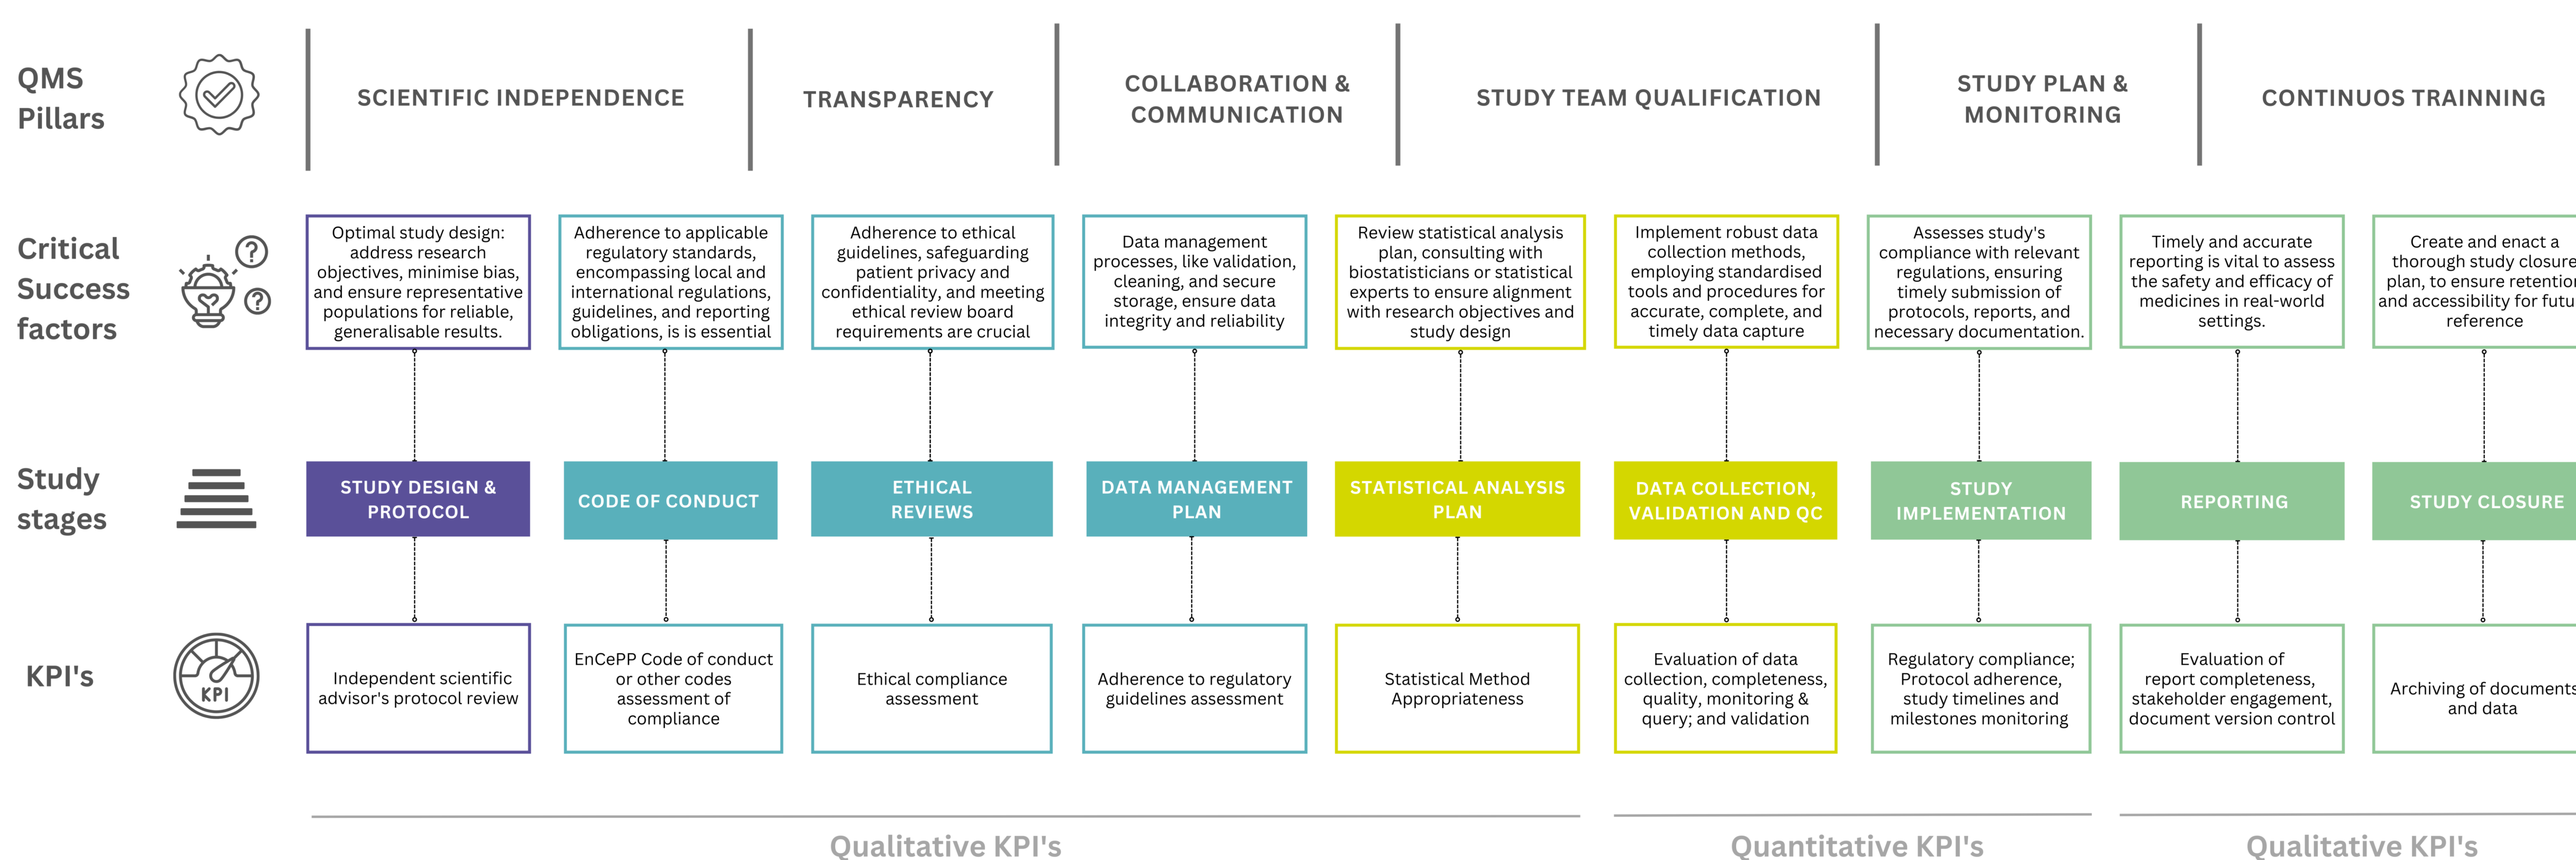 QMS
Pillars
SCIENTIFIC INDEPENDENCE
TRANSPARENCY
COLLABORATION &
COMMUNICATION
STUDY TEAM QUALIFICATION
STUDY PLAN &
MONITORING
CONTINUOS TRAINNING
Critical
Success
factors
Optimal study design:
address research
objectives, minimise bias,
and ensure representative
populations for reliable,
generalisable results.
Adherence to applicable
regulatory standards,
encompassing local and
international regulations,
guidelines, and reporting
obligations, is is essential
Adherence to ethical
guidelines, safeguarding
patient privacy and
confidentiality, and meeting
ethical review board
requirements are crucial
Data management
processes, like validation,
cleaning, and secure
storage, ensure data
integrity and reliability
Review statistical analysis
plan, consulting with
biostatisticians or statistical
experts to ensure alignment
with research objectives and
study design
Implement robust data
collection methods,
employing standardised
tools and procedures for
accurate, complete, and
timely data capture
Assesses study's
compliance with relevant
regulations, ensuring
timely submission of
protocols, reports, and
necessary documentation.
Timely and accurate
reporting is vital to assess
the safety and efficacy of
medicines in real-world
settings.
Create and enact a
thorough study closure
plan, to ensure retention
and accessibility for futu
reference
Study
stages
STUDY DESIGN &
PROTOCOL
CODE OF CONDUCT
ETHICAL
REVIEWS
DATA MANAGEMENT
PLAN
STATISTICAL ANALYSIS
PLAN
DATA COLLECTION,
VALIDATION AND QC
STUDY
IMPLEMENTATION
REPORTING
STUDY CLOSURE
KPI's
KPI
Independent scientific
advisor's protocol review
EnCePP Code of conduct
or other codes
assessment of
compliance
Ethical compliance
assessment
Adherence to regulatory
guidelines assessment
Statistical Method
Appropriateness
Evaluation of data
collection, completeness,
quality, monitoring &
query; and validation
Regulatory compliance;
Protocol adherence,
study timelines and
milestones monitoring
Evaluation of
report completeness,
stakeholder engagement,
document version control
Archiving of documents
and data
Qualitative KPI's
Quantitative KPI's
Qualitative KPI's